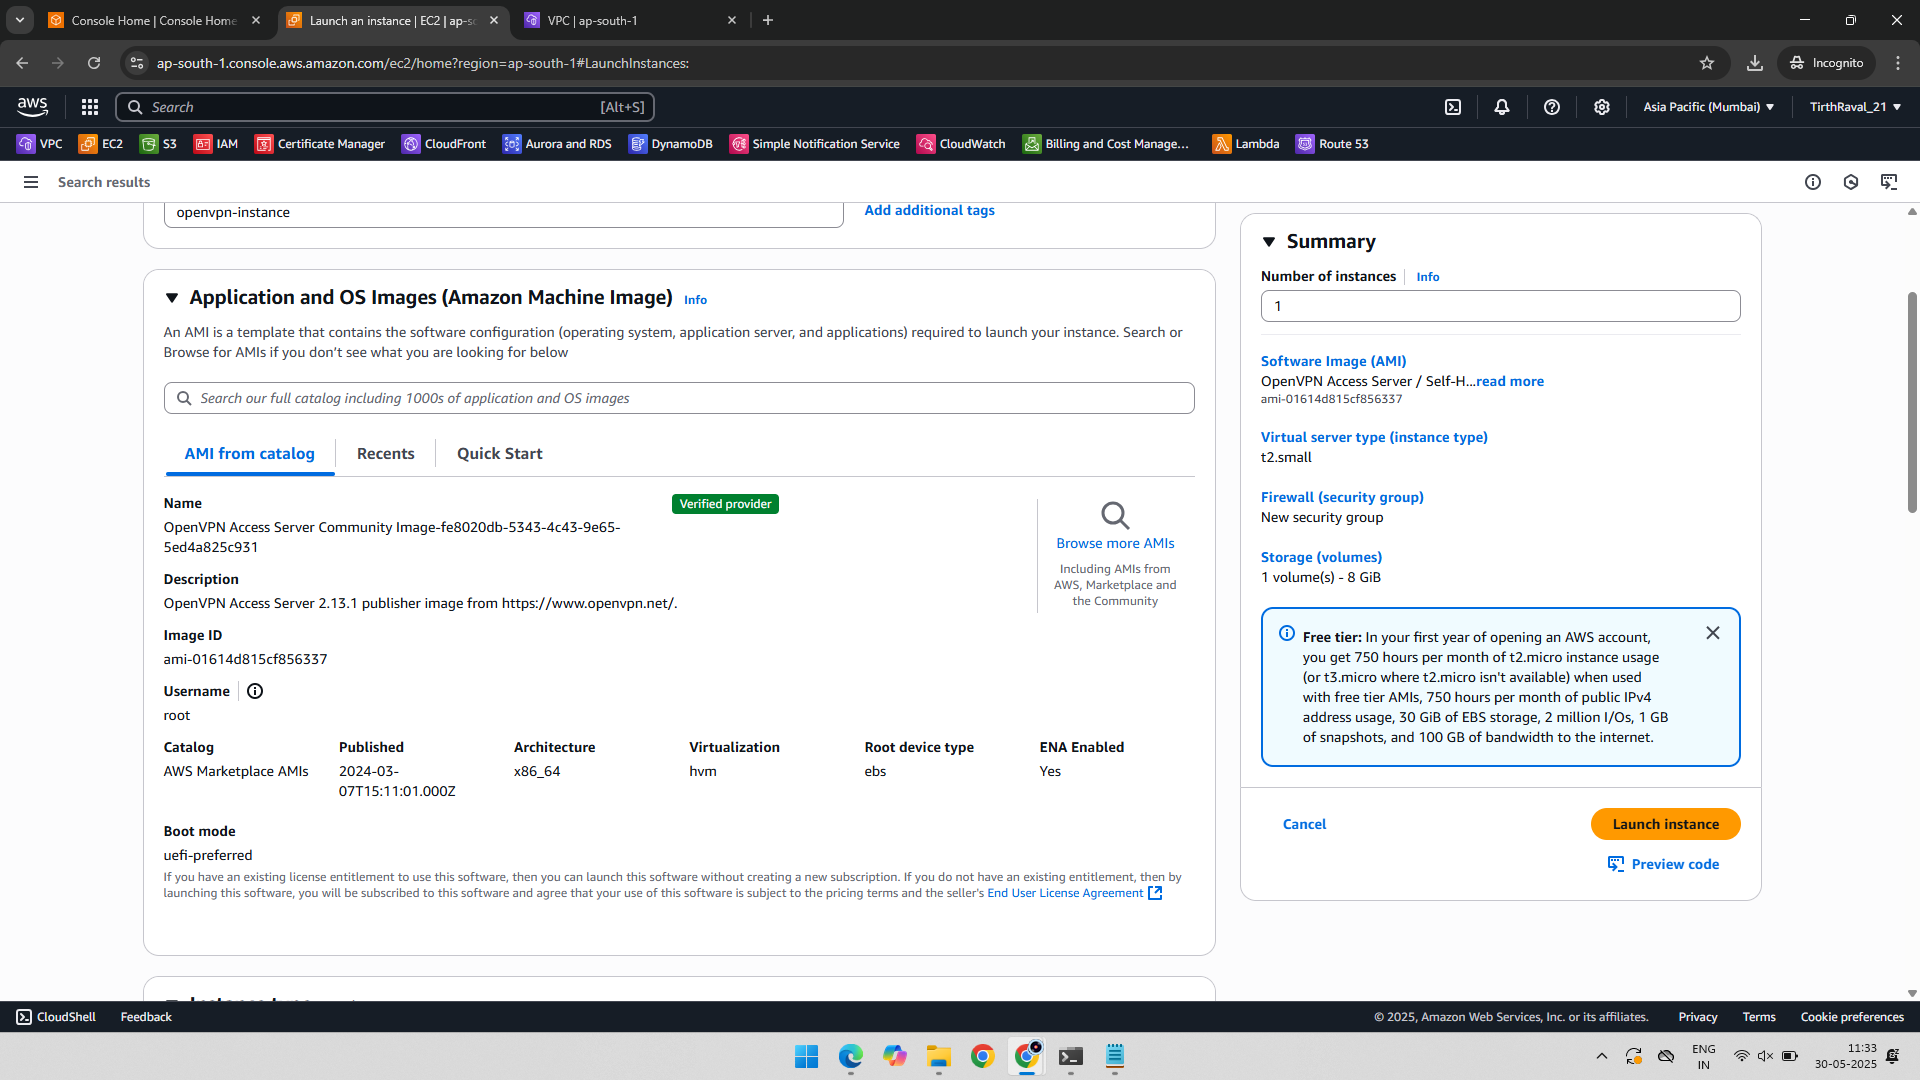 Console Home | Console Home
Launch an instance | EC2 | ap-so
VPC | ap-south-1
ap-south-1.console.aws.amazon.com/ec2/home?region=ap-south-1#LaunchInstances:
Incognito
aws
Search
[Alt+S]
Asia Pacific (Mumbai)
TirthRaval_21
VPC
EC2
S3
IAM
Certificate Manager
CloudFront
Aurora and RDS
DynamoDB
Simple Notification Service
CloudWatch
Billing and Cost Manage...
Lambda
Route 53
Search results
openvpn-instance
Add additional tags
Application and OS Images (Amazon Machine Image) Info
An AMI is a template that contains the software configuration (operating system, application server, and applications) required to launch your instance. Search or
Browse for AMIs if you don't see what you are looking for below
Search our full catalog including 1000s of application and OS images
AMI from catalog
Recents
Quick Start
Name
Verified provider
OpenVPN Access Server Community Image-fe8020db-5343-4c43-9e65-
5ed4a825c931
Description
OpenVPN Access Server 2.13.1 publisher image from https://www.openvpn.net/.
Image ID
ami-01614d815cf856337
Username
root
Browse more AMIs
Including AMIs from
AWS, Marketplace and
the Community
Catalog
AWS Marketplace AMIs
Published
2024-03-
07T15:11:01.000Z
Architecture
x86_64
Virtualization
hvm
Root device type
ebs
ENA Enabled
Yes
Boot mode
uefi-preferred
If you have an existing license entitlement to use this software, then you can launch this software without creating a new subscription. If you do not have an existing entitlement, then by
launching this software, you will be subscribed to this software and agree that your use of this software is subject to the pricing terms and the seller's End User License Agreement
Summary
Number of instances
Info
1
Software Image (AMI)
OpenVPN Access Server / Self-H...read more
ami-01614d815cf856337
Virtual server type (instance type)
t2.small
Firewall (security group)
New security group
Storage (volumes)
1 volume(s) - 8 GiB
Free tier: In your first year of opening an AWS account,
you get 750 hours per month of t2.micro instance usage
(or t3.micro where t2.micro isn't available) when used
with free tier AMIs, 750 hours per month of public IPv4
address usage, 30 GiB of EBS storage, 2 million I/Os, 1 GB
of snapshots, and 100 GB of bandwidth to the internet.
Cancel
Launch instance
Preview code
CloudShell
Feedback
© 2025, Amazon Web Services, Inc. or its affiliates.
Privacy
Terms
Cookie preferences
ENG
IN
11:33
30-05-2025